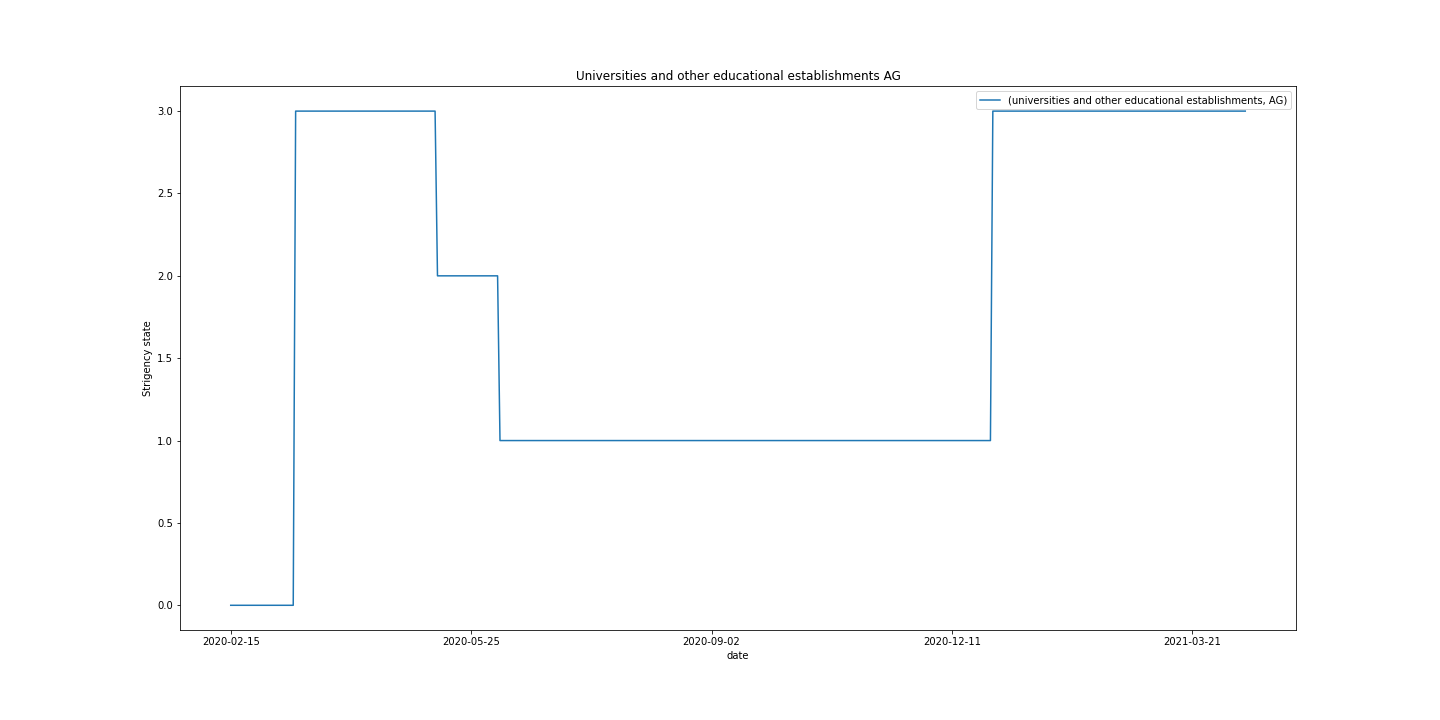 Universities and other educational establishments AG
(universities and other educational establishments, AG)
3.0
2.5
2.0
1.5
1.0
0.5
0.0
Strigency state
2020-02-15 2020-05-25 2020-09-02 2020-12-11 2021-03-21
date